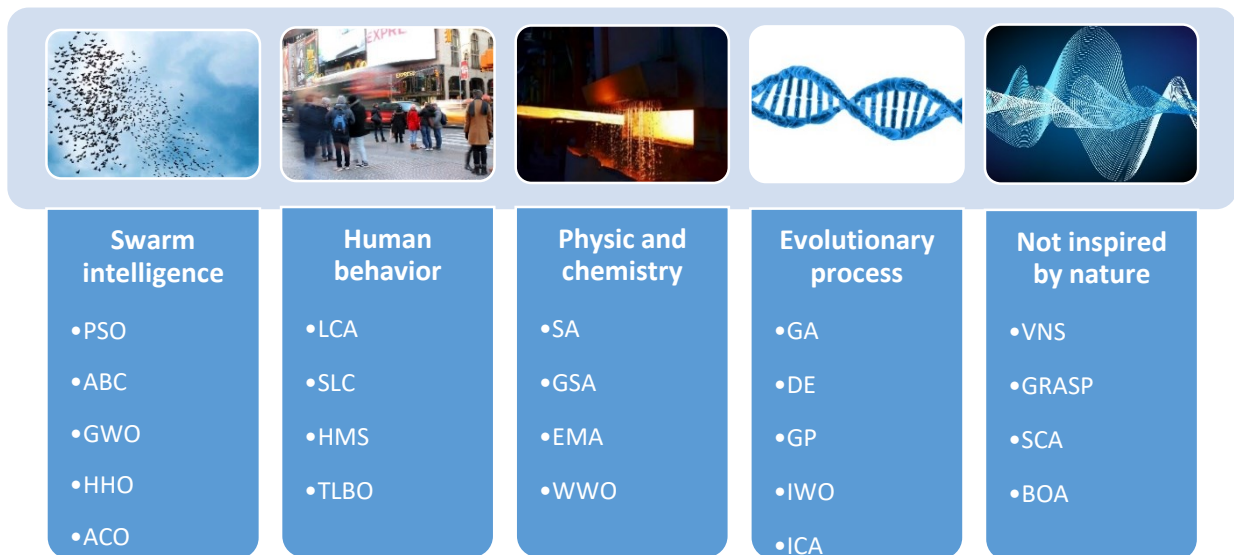 EXPRE
Swarm
intelligence
•PSO
•ABC
•GWO
•HHO
•ACO
Human
behavior
•LCA
•SLC
•HMS
•TLBO
Physic and
chemistry
•SA
•GSA
•EMA
•WWO
Evolutionary
process
•GA
•DE
•GP
•IWO
•ICA
Not inspired
by nature
•VNS
•GRASP
•SCA
•BOA